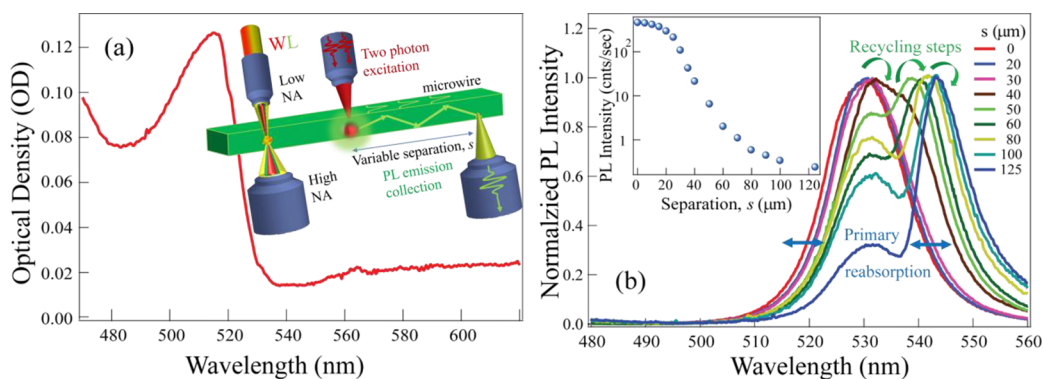 (a)
Optical Density (OD)
0.12
0.10
0.08
0.06
0.04
0.02
0.00
480
500
520
540
560
580
600
Wavelength (nm)
WL
Low
NA
High
NA
Two photon
excitation
microwire
Variable separation, s
PL emission
collection
(b)
Normalzied PL Intensity
1.0
0.8
0.6
0.4
0.2
0.0
480
490
500
510
520
530
540
550
560
Wavelength (nm)
PL Intensity (cnts/sec)
10²
10
1
0
20
40
60
80
100
120
Separation, s (μm)
Recycling steps
Primary
reabsorption
s (μm)
0
20
30
40
50
60
80
100
125